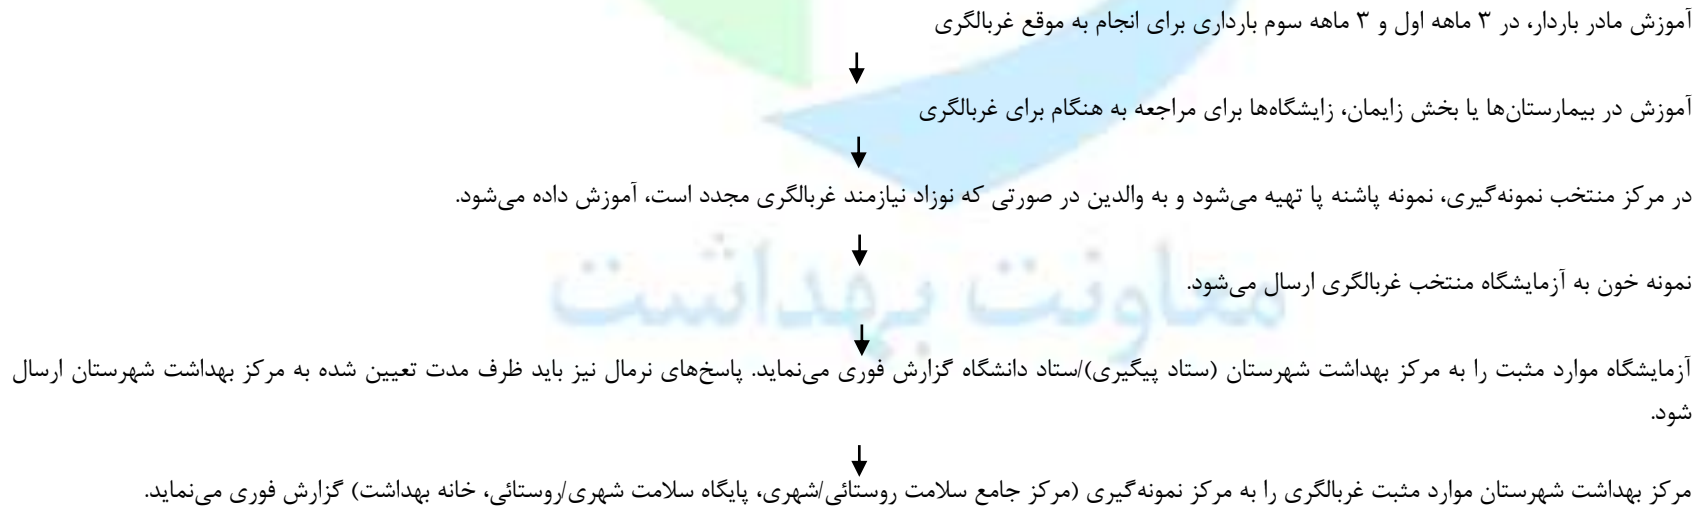 آموزش مادر باردار، در ۳ ماهه اول و ۳ ماهه سوم بارداری برای انجام به موقع غربالگری
آموزش در بیمارستان‌ها یا بخش زایمان، زایشگاه‌ها برای مراجعه به هنگام برای غربالگری
در مرکز منتخب نمونه‌گیری، نمونه پاشنه پا تهیه می‌شود و به والدین در صورتی که نوزاد نیازمند غربالگری مجدد است، آموزش داده می‌شود.
معاونت بهداشت
نمونه خون به آزمایشگاه منتخب غربالگری ارسال می‌شود.
آزمایشگاه موارد مثبت را به مرکز بهداشت شهرستان (ستاد پیگیری)/ستاد دانشگاه گزارش فوری می‌نماید. پاسخ‌های نرمال نیز باید ظرف مدت تعیین شده به مرکز بهداشت شهرستان ارسال
شود.
مرکز بهداشت شهرستان موارد مثبت غربالگری را به مرکز نمونه‌گیری (مرکز جامع سلامت روستائی/شهری، پایگاه سلامت شهری/روستائی، خانه بهداشت) گزارش فوری می‌نماید.